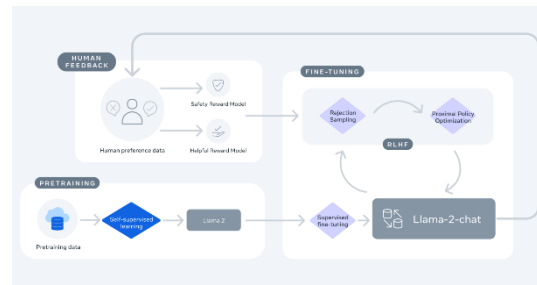 HUMAN
FEEDBACK
Safety Reward Model
Human preference data
Helpful Reward Model
FINE-TUNING
Rejection
Sampling
Proximal Policy
Optimization
RLHF
PRETRAINING
Pretraining data
Self-supervised
learning
Llama 2
Supervised
fine-tuning
Llama-2-chat